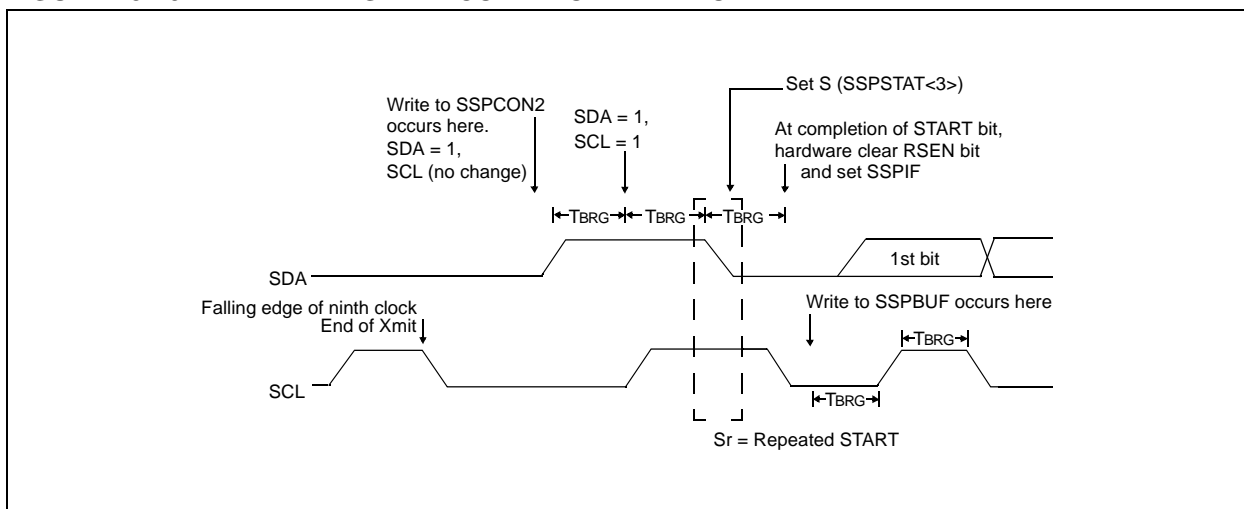 Set S (SSPSTAT<3>)
Write to SSPCON2
occurs here.
SDA = 1,
SCL (no change)
SDA = 1,
SCL = 1
At completion of START bit,
hardware clear RSEN bit
and set SSPIF
TBRG
TBRG
TBRG
SDA
1st bit
Falling edge of ninth clock
End of Xmit
Write to SSPBUF occurs here
TBRG
SCL
TBRG
Sr = Repeated START